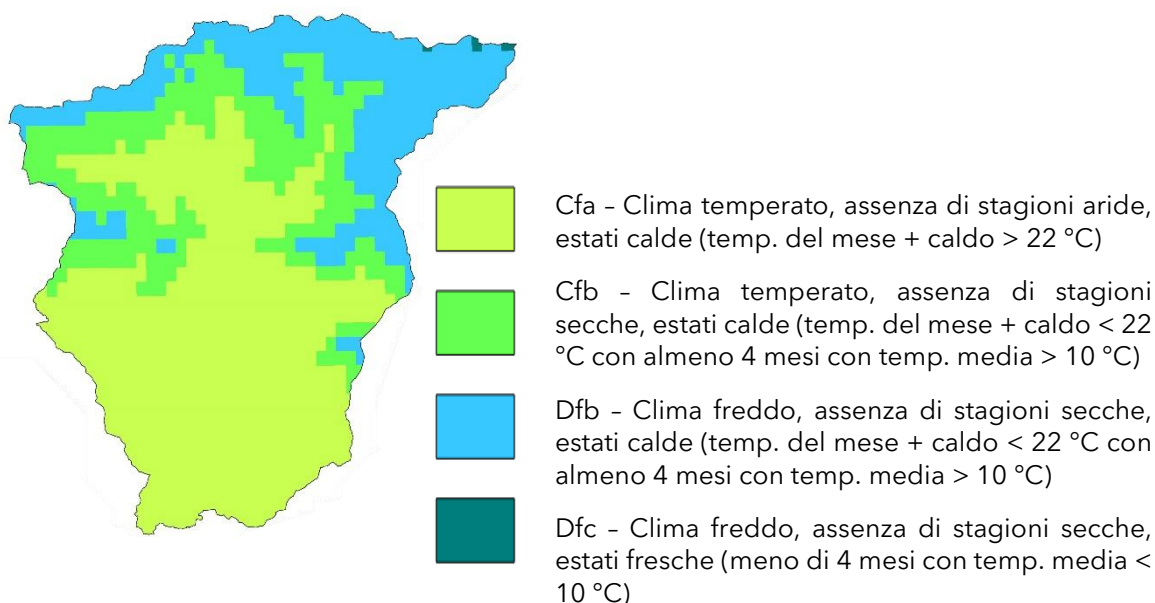 Cfa – Clima temperato, assenza di stagioni aride,
estati calde (temp. del mese + caldo > 22 °C)
Cfb – Clima temperato, assenza di stagioni
secche, estati calde (temp. del mese + caldo < 22
°C con almeno 4 mesi con temp. media > 10 °C)
Dfb – Clima freddo, assenza di stagioni secche,
estati calde (temp. del mese + caldo < 22 °C con
almeno 4 mesi con temp. media > 10 °C)
Dfc – Clima freddo, assenza di stagioni secche,
estati fresche (meno di 4 mesi con temp. media <
10 °C)